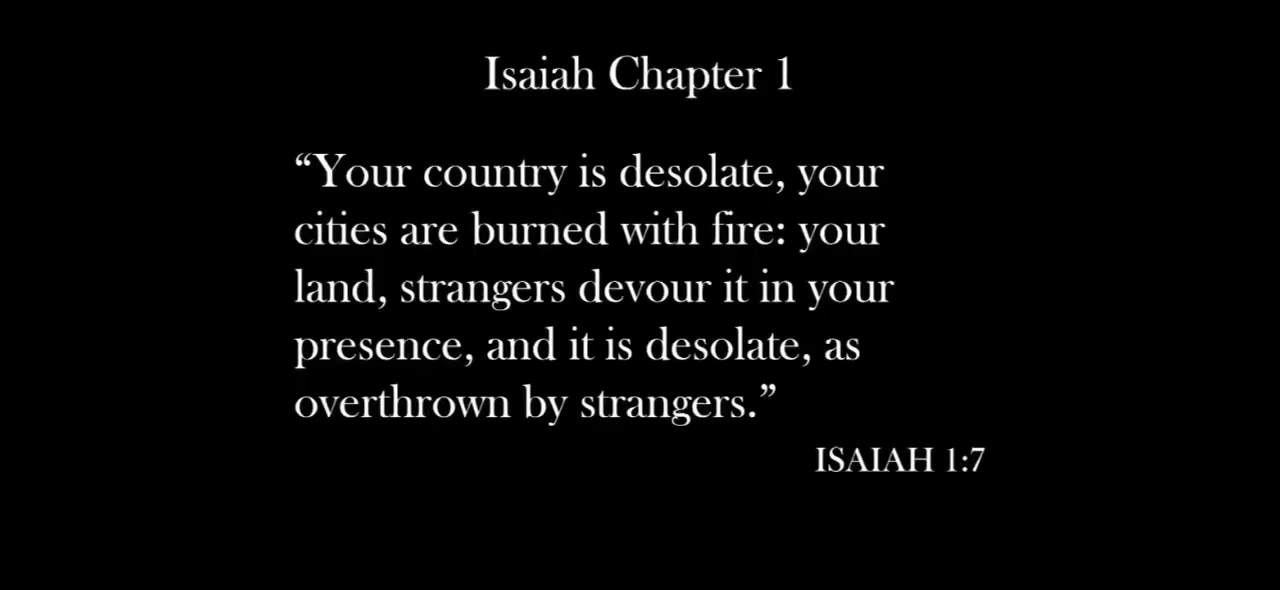 Isaiah Chapter 1
“Your country is desolate, your
cities are burned with fire: your
land, strangers devour it in your
presence, and it is desolate, as
overthrown by strangers.”
ISAIAH 1:7